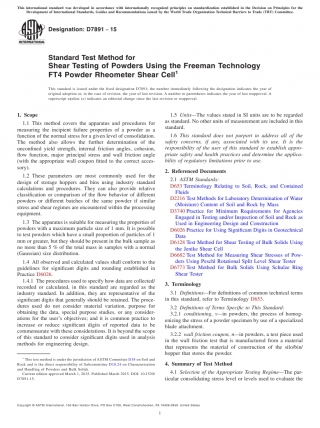 This international standard was developed in accordance with internationally recognized principles on standardization established in the Decision on Principles for the
Development of International Standards, Guides and Recommendations issued by the World Trade Organization Technical Barriers to Trade (TBT) Committee.
INTERNATIONAL
Designation: D7891 − 15
Standard Test Method for
Shear Testing of Powders Using the Freeman Technology
FT4 Powder Rheometer Shear Cell1
This standard is issued under the fixed designation D7891; the number immediately following the designation indicates the year of
original adoption or, in the case of revision, the year of last revision. A number in parentheses indicates the year of last reapproval. A
superscript epsilon (ε) indicates an editorial change since the last revision or reapproval.
1. Scope
1.1 This method covers the apparatus and procedures for
measuring the incipient failure properties of a powder as a
function of the normal stress for a given level of consolidation.
The method also allows the further determination of the
unconfined yield strength, internal friction angles, cohesion,
flow function, major principal stress and wall friction angle
(with the appropriate wall coupon fitted to the correct acces-
sory).
1.2 These parameters are most commonly used for the
design of storage hoppers and bins using industry standard
calculations and procedures. They can also provide relative
classification or comparison of the flow behavior of different
powders or different batches of the same powder if similar
stress and shear regimes are encountered within the processing
equipment.
1.3 The apparatus is suitable for measuring the properties of
powders with a maximum particle size of 1 mm. It is possible
to test powders which have a small proportion of particles of 1
mm or greater, but they should be present in the bulk sample as
no more than 5 % of the total mass in samples with a normal
(Gaussian) size distribution.
1.4 All observed and calculated values shall conform to the
guidelines for significant digits and rounding established in
Practice D6026.
1.4.1 The procedures used to specify how data are collected
recorded or calculated, in this standard are regarded as the
industry standard. In addition, they are representative of the
significant digits that generally should be retained. The proce-
dures used do not consider material variation, purpose for
obtaining the data, special purpose studies, or any consider-
ations for the user's objectives; and it is common practice to
increase or reduce significant digits of reported data to be
commensurate with these considerations. It is beyond the scope
of this standard to consider significant digits used in analysis
methods for engineering design.
1 This test method is under the jurisdiction of ASTM Committee D18 on Soil and
Rock and is the direct responsibility of Subcommittee D18.24 on Characterization
and Handling of Powders and Bulk Solids.
Current edition approved March 1, 2015. Published March 2015. DOI: 10.1520/
D7891-15.
1.5 Units—The values stated in SI units are to be regarded
as standard. No other units of measurement are included in this
standard.
1.6 This standard does not purport to address all of the
safety concerns, if any, associated with its use. It is the
responsibility of the user of this standard to establish appro-
priate safety and health practices and determine the applica-
bility of regulatory limitations prior to use.
2. Referenced Documents
2.1 ASTM Standards:
D653 Terminology Relating to Soil, Rock, and Contained
Fluids
D2216 Test Methods for Laboratory Determination of Water
(Moisture) Content of Soil and Rock by Mass
D3740 Practice for Minimum Requirements for Agencies
Engaged in Testing and/or Inspection of Soil and Rock as
Used in Engineering Design and Construction
D6026 Practice for Using Significant Digits in Geotechnical
Data
D6128 Test Method for Shear Testing of Bulk Solids Using
the Jenike Shear Cell
D6682 Test Method for Measuring Shear Stresses of Pow-
ders Using Peschl Rotational Split Level Shear Tester
D6773 Test Method for Bulk Solids Using Schulze Ring
Shear Tester
3. Terminology
3.1 Definitions—For definitions of common technical terms
in this standard, refer to Terminology D653.
3.2 Definitions of Terms Specific to This Standard:
3.2.1 conditioning, v—in powders, the process of homog-
enizing the stress of a powder specimen by use of a specialized
blade attachment.
3.2.2 wall friction coupon, n—in powders, a test piece used
in the wall friction test that is manufactured from a material
that represents the material of construction of the silo/bin/
hopper that stores the powder.
4. Summary of Test Method
4.1 Selection of the Appropriate Testing Regime—The par-
ticular consolidating stress level or levels used to evaluate the
1